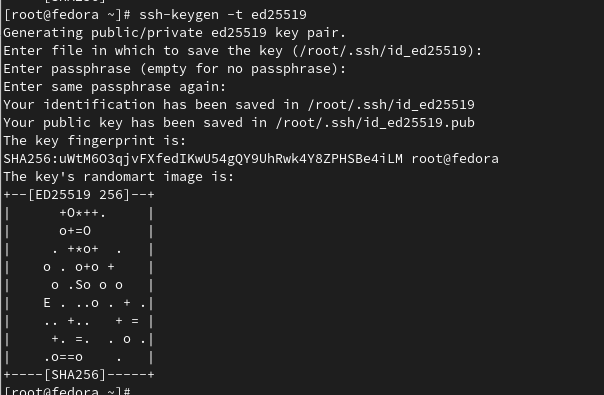 +----[SHA256]-----+
[root@fedora ~]# ssh-keygen -t ed25519
Generating public/private ed25519 key pair.
Enter file in which to save the key (/root/.ssh/id_ed25519):
Enter passphrase (empty for no passphrase):
Enter same passphrase again:
Your identification has been saved in /root/.ssh/id_ed25519
Your public key has been saved in /root/.ssh/id_ed25519.pub
The key fingerprint is:
SHA256:uWtM6O3qjvFXfedIKwU54gQY9UhRwk4Y8ZPHSBe4iLM root@fedora
The key's randomart image is:
+--[ED25519 256]--+
|      +O*++.     |
|      o+=O       |
|     . +*o+  .   |
|    o . o+o +    |
|     o .So o o   |
|    E . ..o . + .|
|    .. +..   + = |
|     +. =.  . o .|
|    .o==o    .   |
+----[SHA256]-----+
[root@fedora ~]#